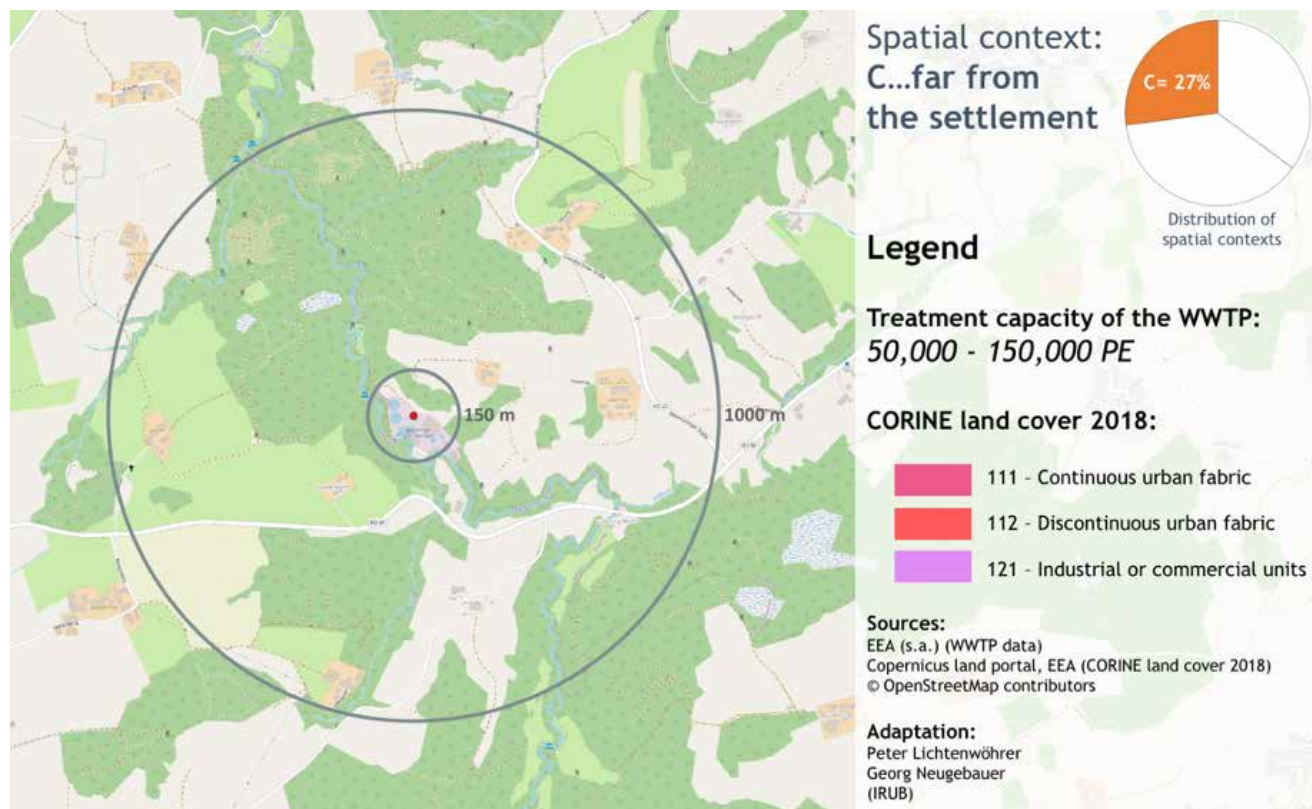 Spatial context:
C...far from
the settlement
C= 27%
Distribution of
spatial contexts
Legend
Treatment capacity of the WWTP:
50,000 - 150,000 PE
CORINE land cover 2018:
111 - Continuous urban fabric
112 - Discontinuous urban fabric
121 - Industrial or commercial units
Sources:
EEA (s.a.) (WWTP data)
Copernicus land portal, EEA (CORINE land cover 2018)
© OpenStreetMap contributors
Adaptation:
Peter Lichtenwöhrer
Georg Neugebauer
(IRUB)
150 m
1000 m